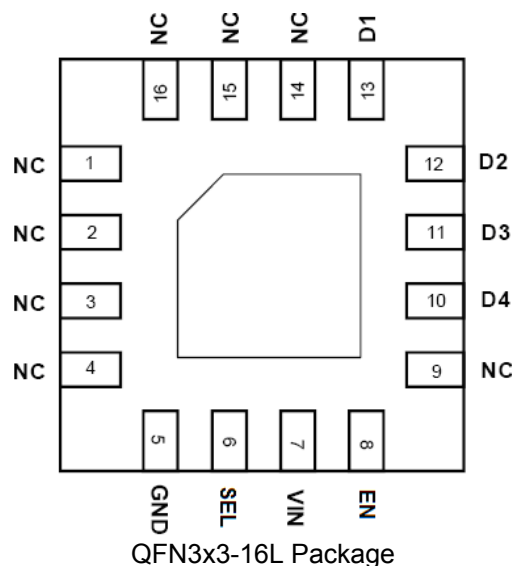 NC NC NC D1
16 15 14 13
NC 1 12 D2
NC 2 11 D3
NC 3 10 D4
NC 4 9 NC
5 6 7 8
GND SEL VIN EN
QFN3x3-16L Package